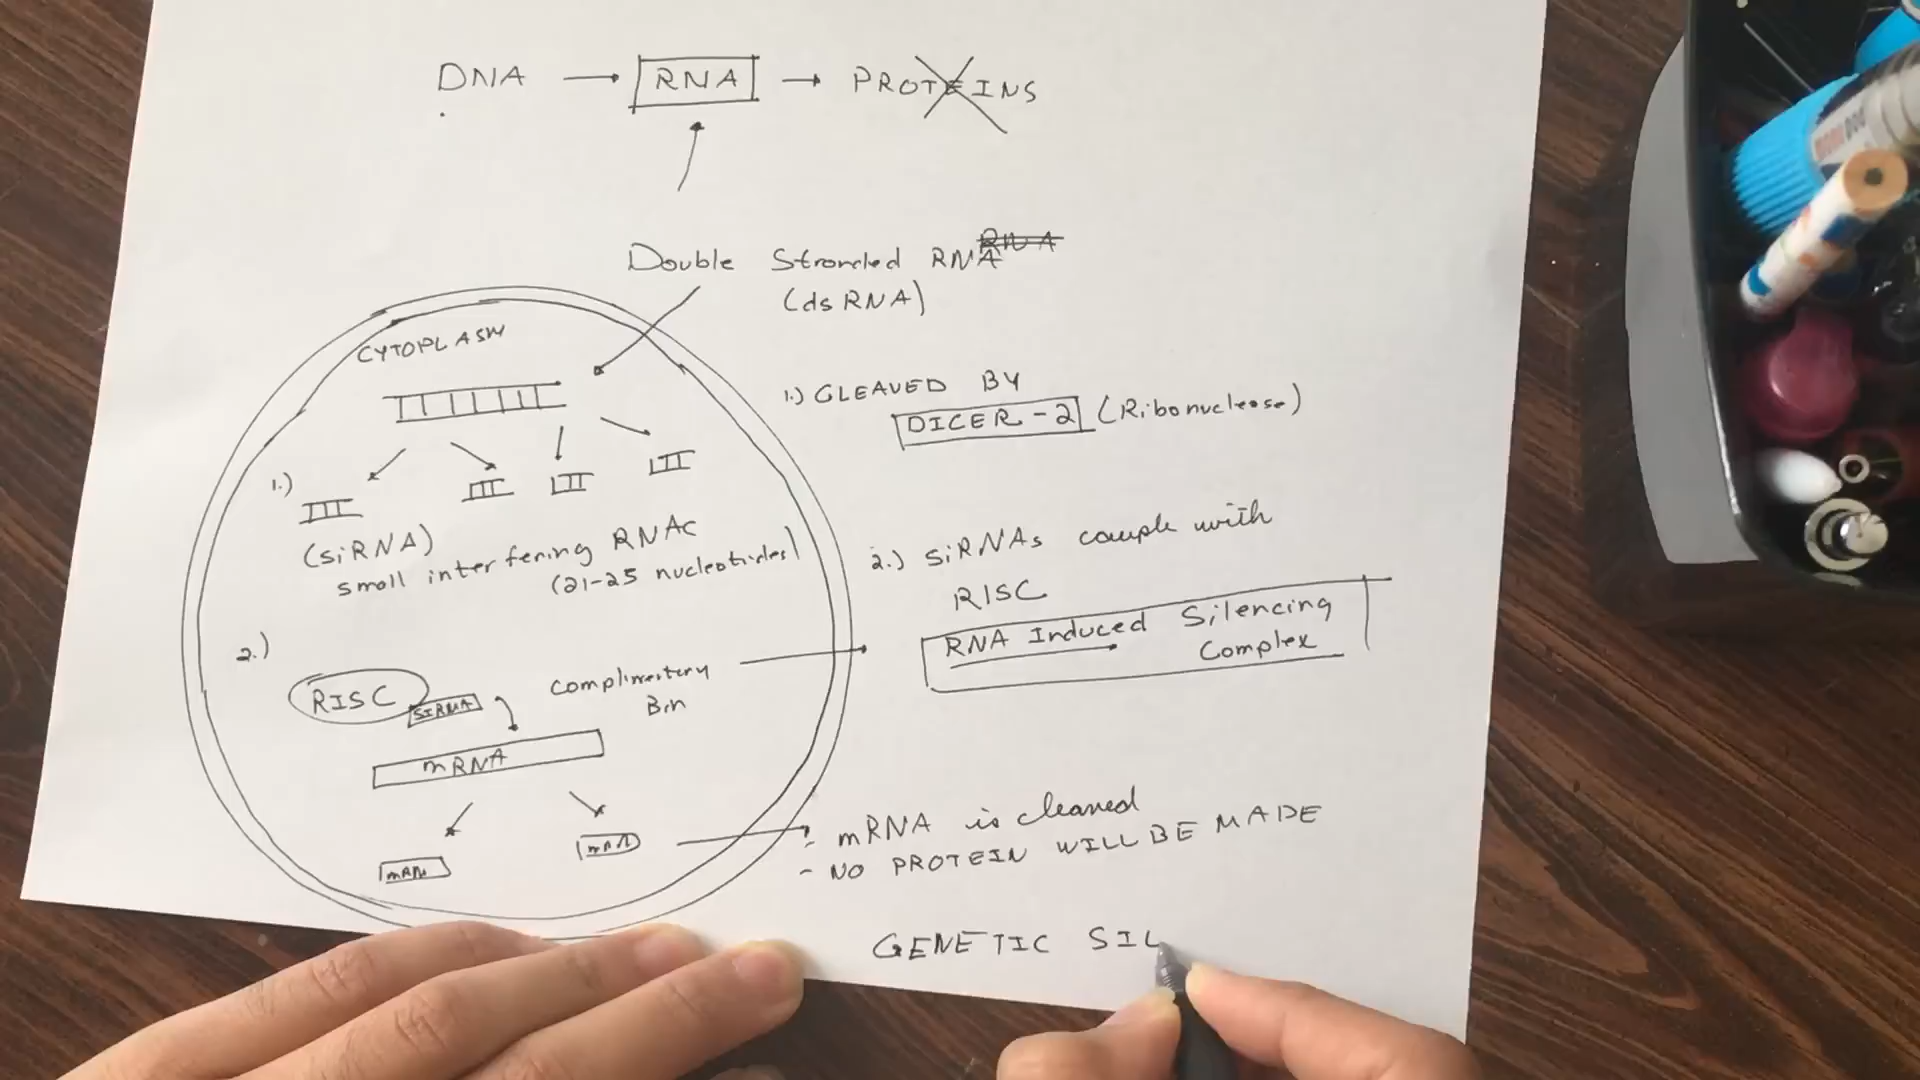 DNA → RNA → PROTEINS
Double Stranded RNA RNA
(dsRNA)
CYTOPLASM
1.) CLEAVED BY
DICER-2 (Ribonuclease)
1.)
(siRNA)
small interfering RNAc
(21-25 nucleotides)
2.) SiRNAs couple with
RISC
RNA Induced Silencing
Complex
2.)
RISC
SIRNA
Complimentary
Bin
mRNA
- mRNA is cleaved
- NO PROTEIN WILL BE MADE
GENETIC SIL